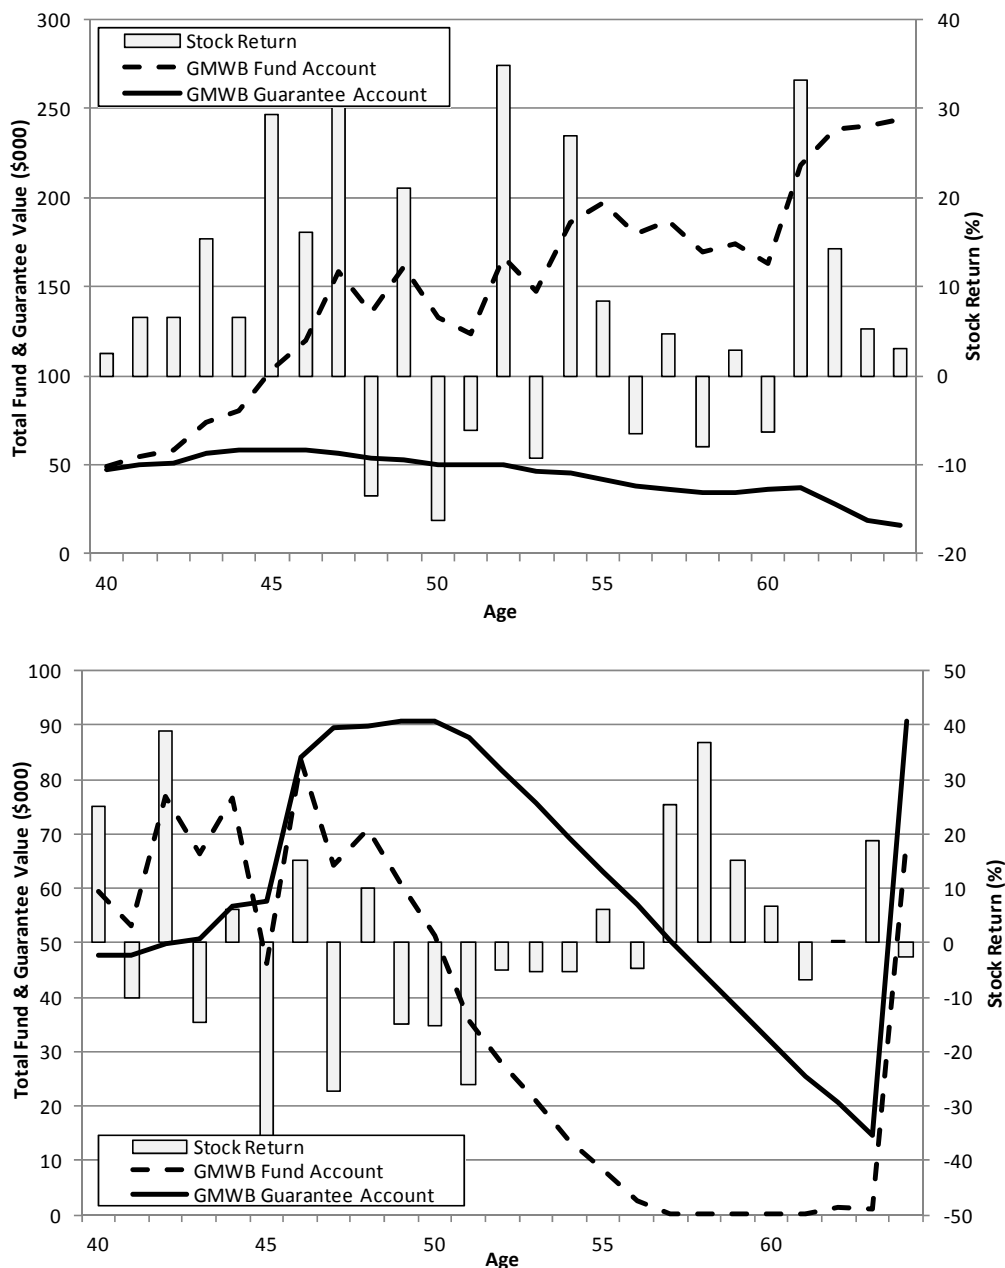 300
250
200
150
100
50
0
Total Fund & Guarantee Value ($000)
Stock Return
GMWB Fund Account
GMWB Guarantee Account
40
30
20
10
0
-10
-20
Stock Return (%)
40 45 50 55 60
Age
100
90
80
70
60
50
40
30
20
10
0
Total Fund & Guarantee Value ($000)
Stock Return
GMWB Fund Account
GMWB Guarantee Account
50
40
30
20
10
0
-10
-20
-30
-40
-50
Stock Return (%)
40 45 50 55 60
Age